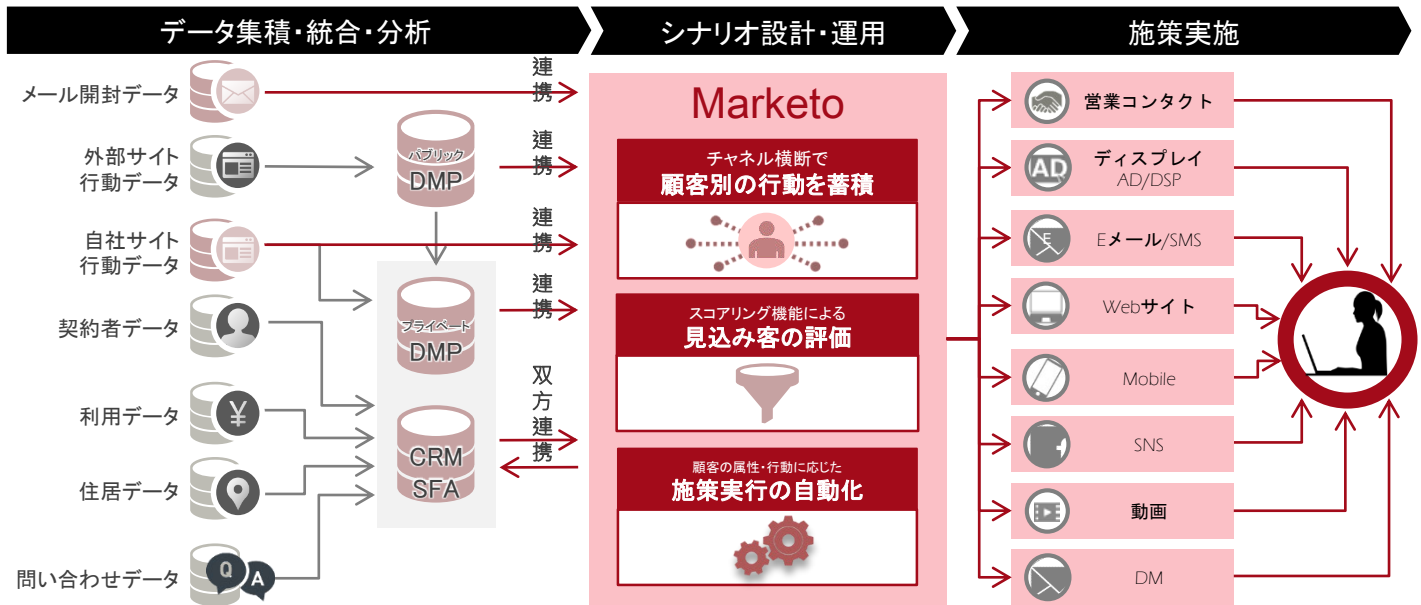 データ集積・統合・分析
シナリオ設計・運用
施策実施
メール開封データ
外部サイト
行動データ
自社サイト
行動データ
契約者データ
利用データ
¥
住居データ
問い合わせデータ
Q
A
パブリック
DMP
プライベート
DMP
CRM
SFA
連
携
連
携
連
携
連
携
双
方
連
携
Marketo
チャネル横断で
顧客別の行動を蓄積
スコアリング機能による
見込み客の評価
顧客の属性・行動に応じた
施策実行の自動化
営業コンタクト
AD
ディスプレイ
AD/DSP
E
Eメール/SMS
Webサイト
Mobile
SNS
動画
DM